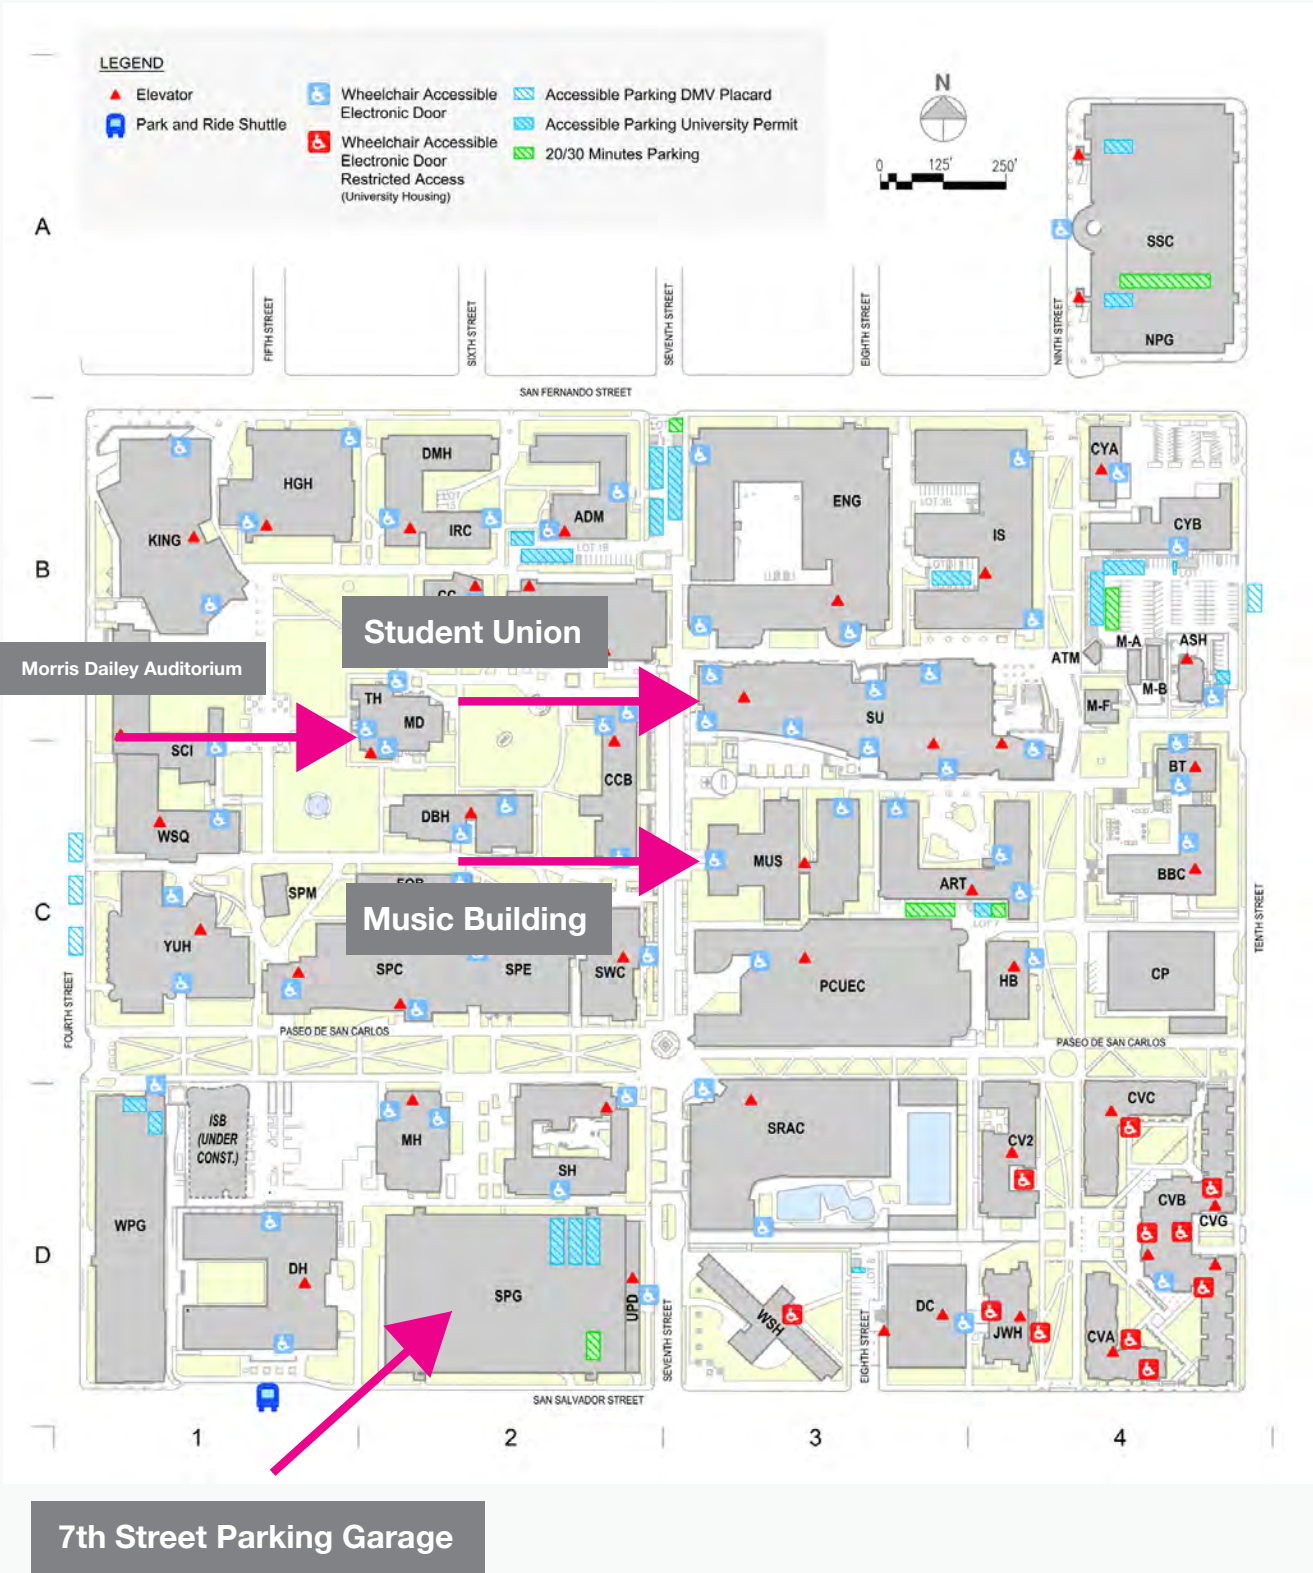 LEGEND
Elevator
Park and Ride Shuttle
Wheelchair Accessible
Electronic Door
Wheelchair Accessible
Electronic Door
Restricted Access
(University Housing)
Accessible Parking DMV Placard
Accessible Parking University Permit
20/30 Minutes Parking
N
0 125' 250'
A
SSC
NPG
FIFTH STREET
SIXTH STREET
SEVENTH STREET
EIGHTH STREET
NINTH STREET
SAN FERNANDO STREET
B
KING
HGH
DMH
IRC
ADM
LOT 1B
ENG
LOT 3B
IS
CYA
CYB
Student Union
Morris Dailey Auditorium
TH
MD
SCI
SU
ATM
M-A
M-B
ASH
M-F
BT
CCB
DBH
WSQ
MUS
ART
BBC
Music Building
C
SPM
YUH
SPC
SPE
SWC
LOT 7
PCUEC
HB
CP
FOURTH STREET
TENTH STREET
PASEO DE SAN CARLOS
PASEO DE SAN CARLOS
ISB
(UNDER
CONST.)
MH
SH
SRAC
CV2
CVC
CVB
CVG
D
WPG
DH
SPG
UPD
SEVENTH STREET
WSH
EIGHTH STREET
DC
JWH
CVA
SAN SALVADOR STREET
1 2 3 4
7th Street Parking Garage